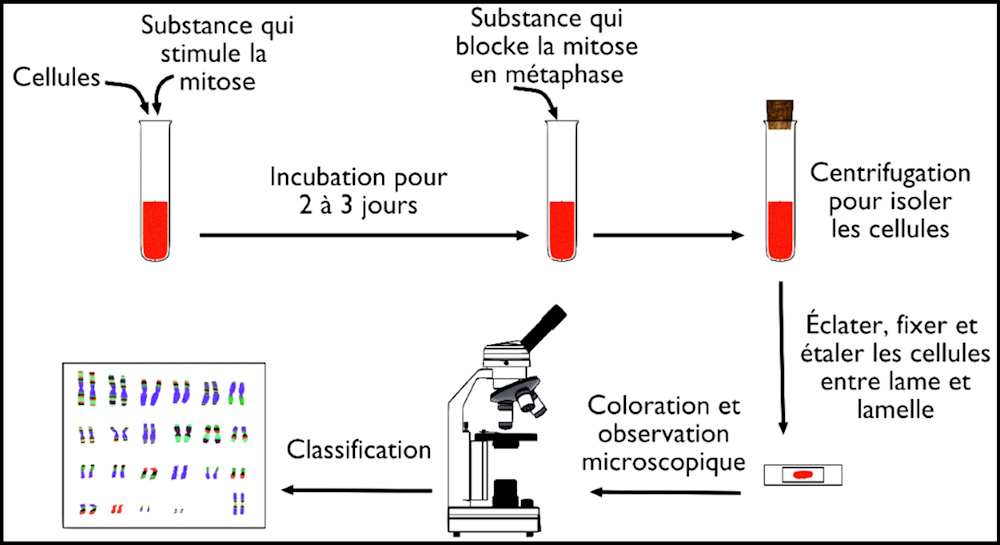 Cellules
Substance qui
stimule la
mitose
Substance qui
blocke la mitose
en métaphase
Incubation pour
2 à 3 jours
Centrifugation
pour isoler
les cellules
Éclater, fixer et
étaler les cellules
entre lame et
lamelle
Coloration et
observation
microscopique
Classification